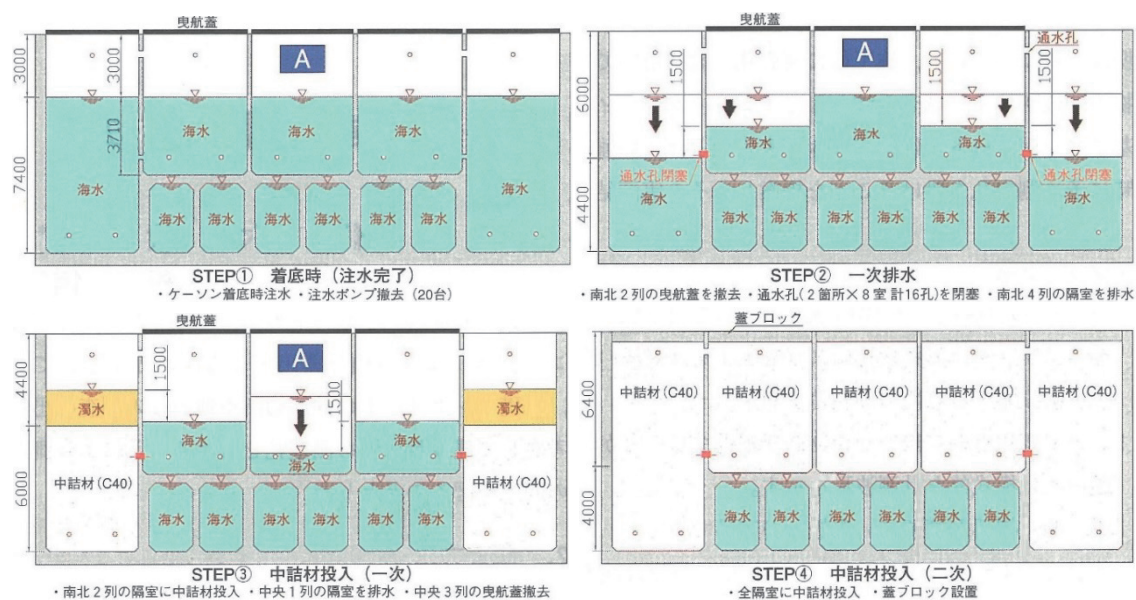 曳航蓋
A
3000
3000
3710
7400
海水
海水
海水
海水
海水
海水
海水
海水
海水
海水
海水
STEP① 着底時（注水完了）
・ケーソン着底時注水 ・注水ポンプ撤去（20台）
曳航蓋
通水孔
A
1500
1500
6000
4400
海水
海水
海水
通水孔閉塞
通水孔閉塞
海水
海水
海水
海水
海水
海水
海水
海水
STEP② 一次排水
・南北２列の曳航蓋を撤去 ・通水孔(２箇所×８室 計16孔)を閉塞 ・南北４列の隔室を排水
曳航蓋
A
4400
1500
1500
濁水
濁水
海水
海水
海水
6000
中詰材(C40)
中詰材(C40)
海水
海水
海水
海水
海水
海水
STEP③ 中詰材投入（一次）
・南北２列の隔室に中詰材投入 ・中央１列の隔室を排水 ・中央３列の曳航蓋撤去
蓋ブロック
6400
4000
中詰材(C40)
中詰材(C40)
中詰材(C40)
中詰材(C40)
中詰材(C40)
海水
海水
海水
海水
海水
海水
STEP④ 中詰材投入（二次）
・全隔室に中詰材投入 ・蓋ブロック設置